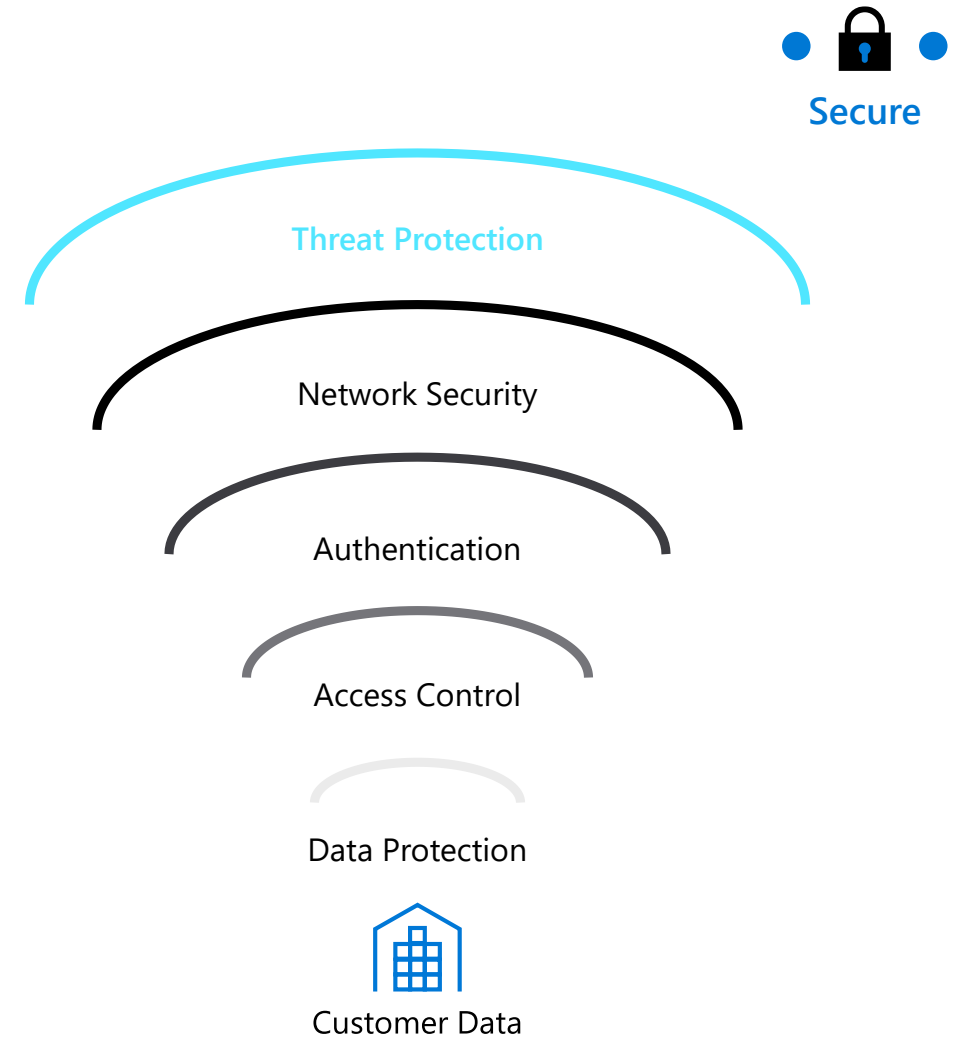 Secure
Threat Protection
Network Security
Authentication
Access Control
Data Protection
Customer Data